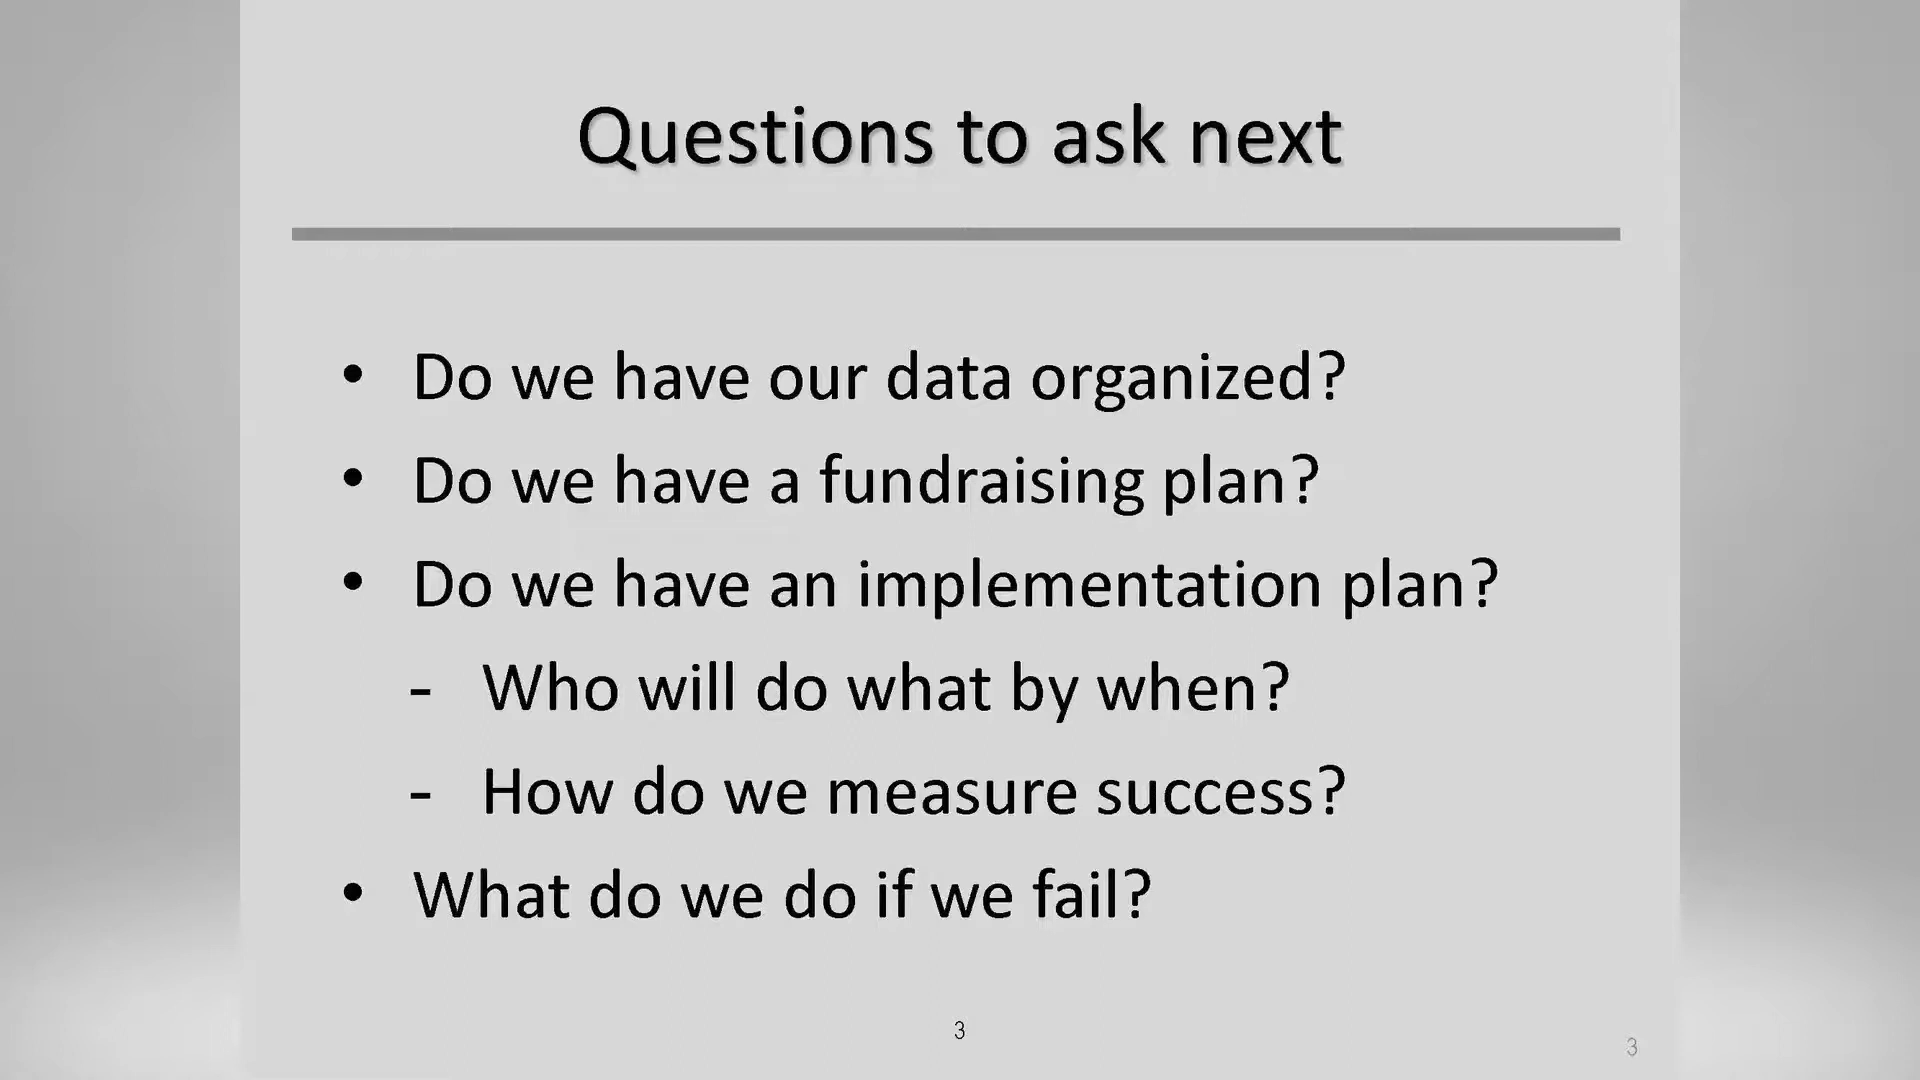 Questions to ask next
• Do we have our data organized?
• Do we have a fundraising plan?
• Do we have an implementation plan?
- Who will do what by when?
- How do we measure success?
• What do we do if we fail?
3
3